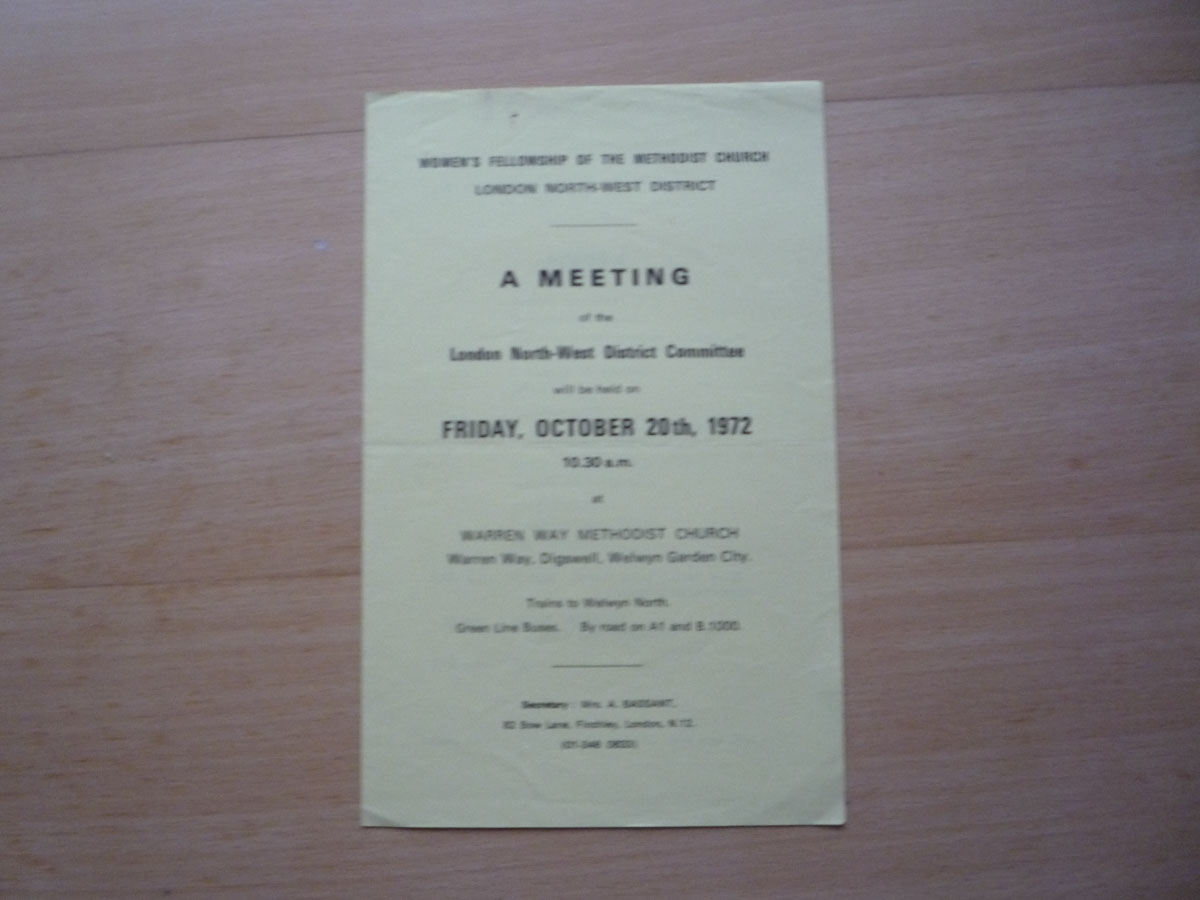 WOMEN'S FELLOWSHIP OF THE METHODIST CHURCH
LONDON NORTH-WEST DISTRICT
A MEETING
of the
London North-West District Committee
will be held on
FRIDAY, OCTOBER 20th, 1972
10.30 a.m.
at
WARREN WAY METHODIST CHURCH
Warren Way, Digswell, Welwyn Garden City.
Trains to Welwyn North.
Green Line Buses. By road on A1 and B.1000.
Secretary: Mrs. A.
Lane, Finchley, London, N.12.